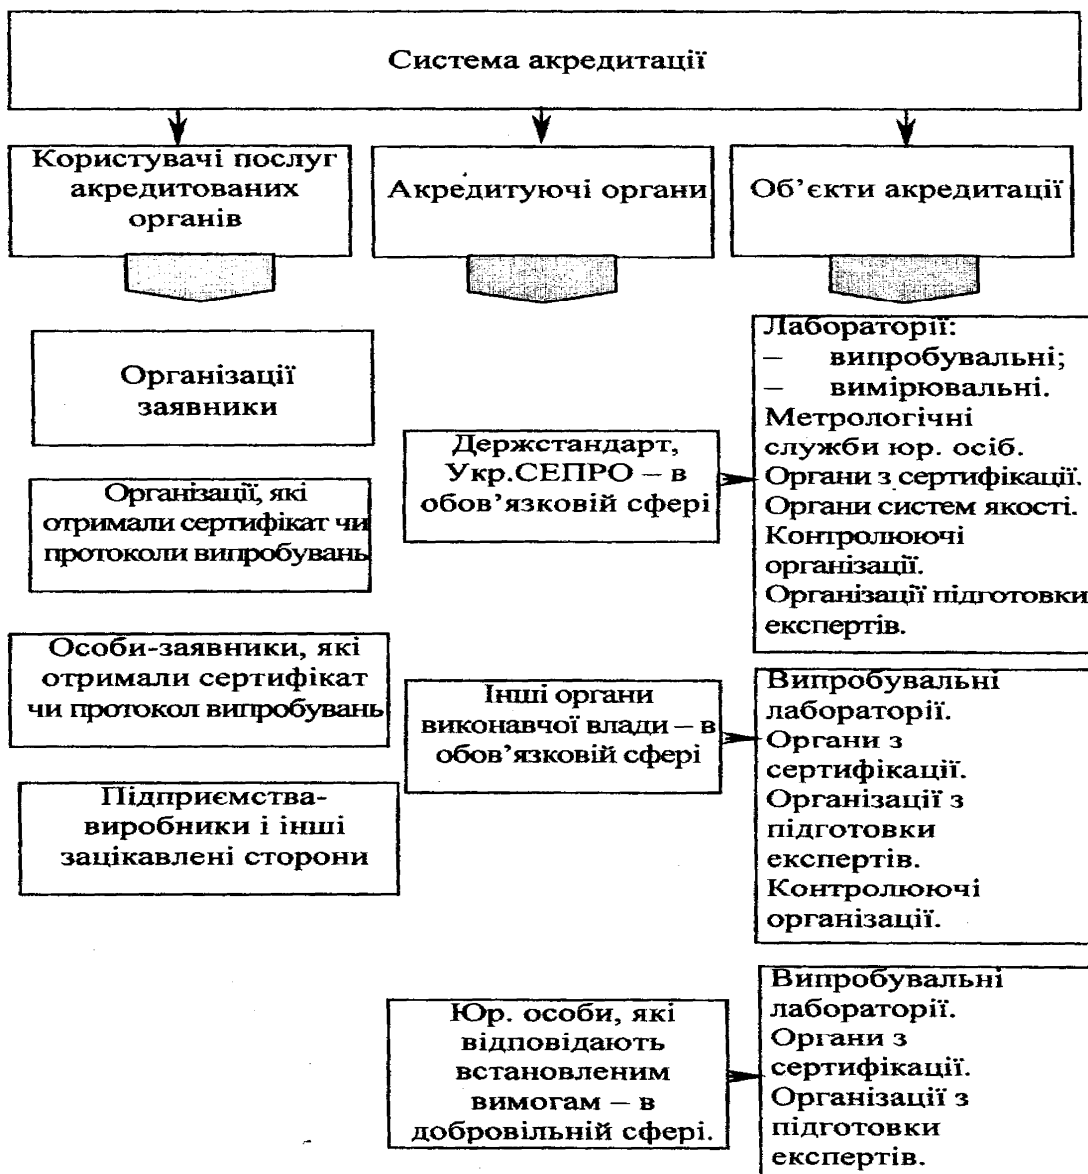 Система акредитації
Користувачі послуг
акредитованих
органів
Акредитуючі органи
Об’єкти акредитації
Організації
заявники
Організації, які
отримали сертифікат чи
протоколи випробувань
Особи-заявники, які
отримали сертифікат
чи протокол випробувань
Підприємства-
виробники і інші
зацікавлені сторони
Держстандарт,
Укр.СЕПРО – в
обов’язковій сфері
Інші органи
виконавчої влади – в
обов’язковій сфері
Юр. особи, які
відповідають
встановленим
вимогам – в
добровільній сфері.
Лабораторії:
– випробувальні;
– вимірювальні.
Метрологічні
служби юр. осіб.
Органи з сертифікації.
Органи систем якості.
Контролюючі
організації.
Організації підготовки
експертів.
Випробувальні
лабораторії.
Органи з
сертифікації.
Організації з
підготовки
експертів.
Контролюючі
організації.
Випробувальні
лабораторії.
Органи з
сертифікації.
Організації з
підготовки
експертів.